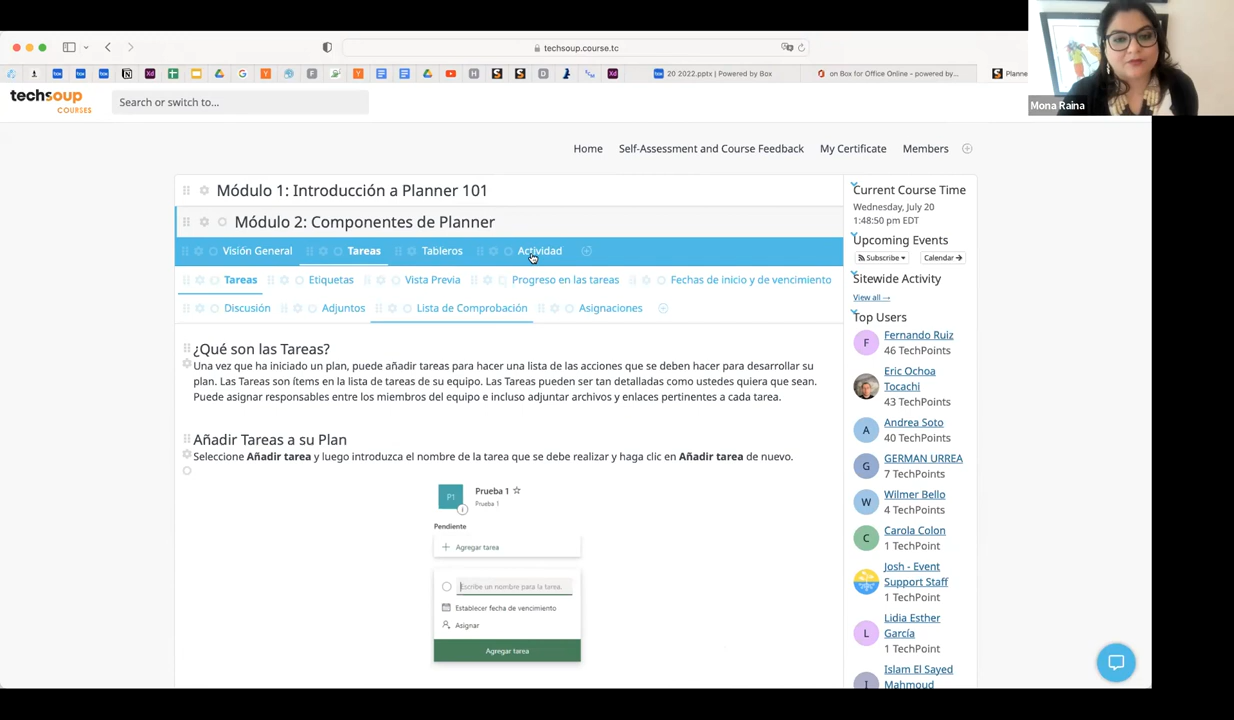 techsoup.course.tc
20 2022.pptx | Powered by Box
on Box for Office Online - powered by...
Planne
Mona Raina
techsoup
COURSES
Search or switch to...
Home
Self-Assessment and Course Feedback
My Certificate
Members
Módulo 1: Introducción a Planner 101
Módulo 2: Componentes de Planner
Visión General
Tareas
Tableros
Actividad
Tareas
Etiquetas
Vista Previa
Progreso en las tareas
Fechas de inicio y de vencimiento
Discusión
Adjuntos
Lista de Comprobación
Asignaciones
¿Qué son las Tareas?
Una vez que ha iniciado un plan, puede añadir tareas para hacer una lista de las acciones que se deben hacer para desarrollar su
plan. Las Tareas son ítems en la lista de tareas de su equipo. Las Tareas pueden ser tan detalladas como ustedes quiera que sean.
Puede asignar responsables entre los miembros del equipo e incluso adjuntar archivos y enlaces pertinentes a cada tarea.
Añadir Tareas a su Plan
Seleccione Añadir tarea y luego introduzca el nombre de la tarea que se debe realizar y haga clic en Añadir tarea de nuevo.
P1
Prueba 1
Prueba 1
Pendiente
Agregar tarea
Escribe un nombre para la tarea.
Establecer fecha de vencimiento
Asignar
Agregar tarea
Current Course Time
Wednesday, July 20
1:48:50 pm EDT
Upcoming Events
Subscribe
Calendar
Sitewide Activity
View all
Top Users
F
Fernando Ruiz
46 TechPoints
Eric Ochoa
Tocachi
43 TechPoints
A
Andrea Soto
40 TechPoints
G
GERMAN URREA
7 TechPoints
W
Wilmer Bello
4 TechPoints
C
Carola Colon
1 TechPoint
Josh - Event
Support Staff
1 TechPoint
L
Lidia Esther
García
1 TechPoint
I
Islam El Sayed
Mahmoud